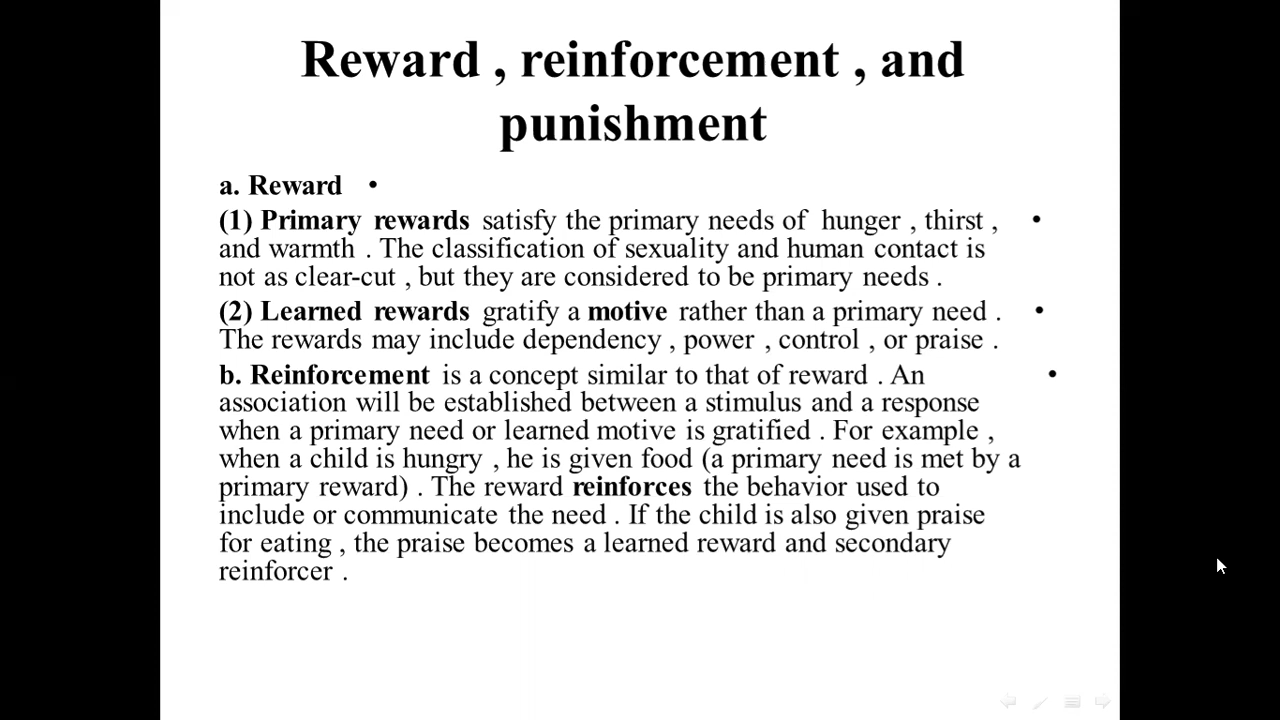 Reward , reinforcement , and
punishment
a. Reward •
(1) Primary rewards satisfy the primary needs of hunger , thirst , •
and warmth . The classification of sexuality and human contact is
not as clear-cut , but they are considered to be primary needs .
(2) Learned rewards gratify a motive rather than a primary need . •
The rewards may include dependency , power , control , or praise .
b. Reinforcement is a concept similar to that of reward . An •
association will be established between a stimulus and a response
when a primary need or learned motive is gratified . For example ,
when a child is hungry , he is given food (a primary need is met by a
primary reward) . The reward reinforces the behavior used to
include or communicate the need . If the child is also given praise
for eating , the praise becomes a learned reward and secondary
reinforcer .